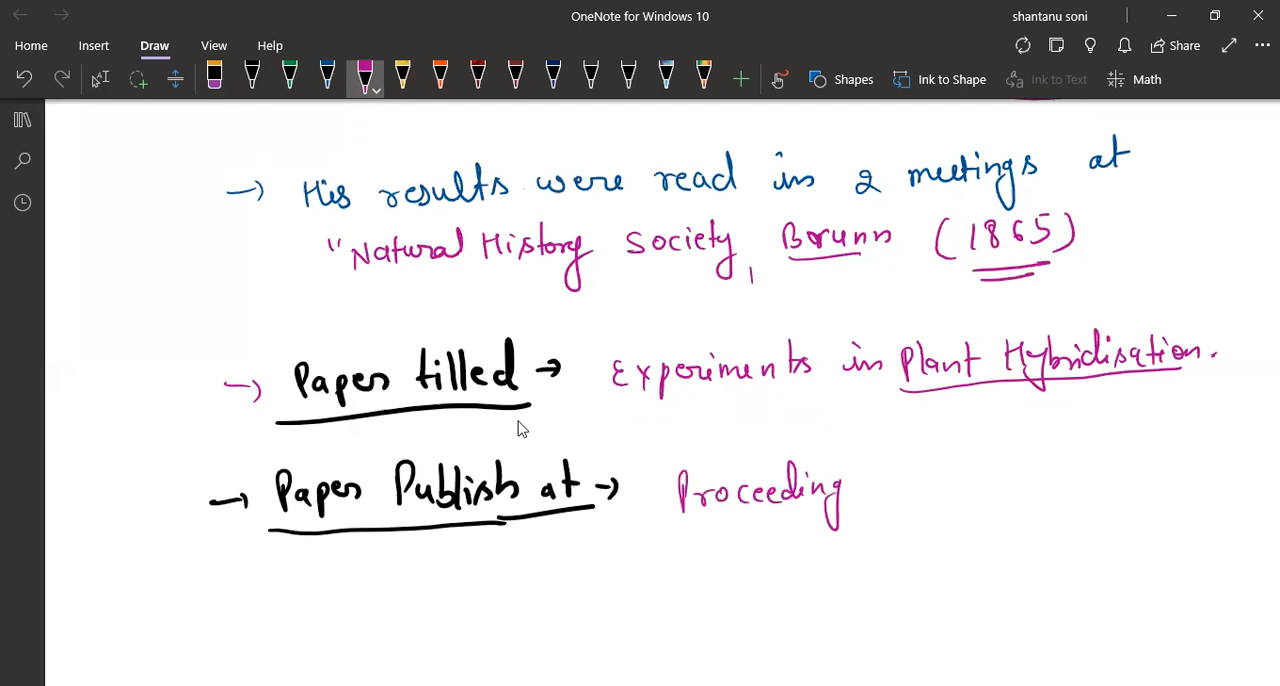 OneNote for Windows 10
shantanu soni
Home Insert Draw View Help
Share
Shapes Ink to Shape Ink to Text Math
→ His results were read in 2 meetings at
"Natural History Society, Borunn (1865)
→ Paper tilled → Experiments in Plant Hybridisation.
→ Paper Publish at → Proceeding